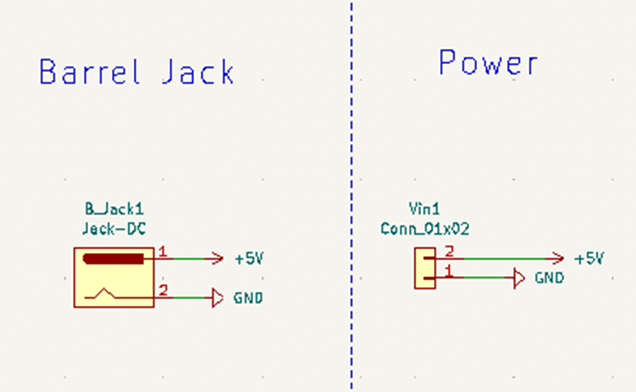 Barrel Jack
B_Jack1
Jack-DC
1
+5V
2
GND
Power
Vin1
Conn_01x02
2
+5V
1
GND